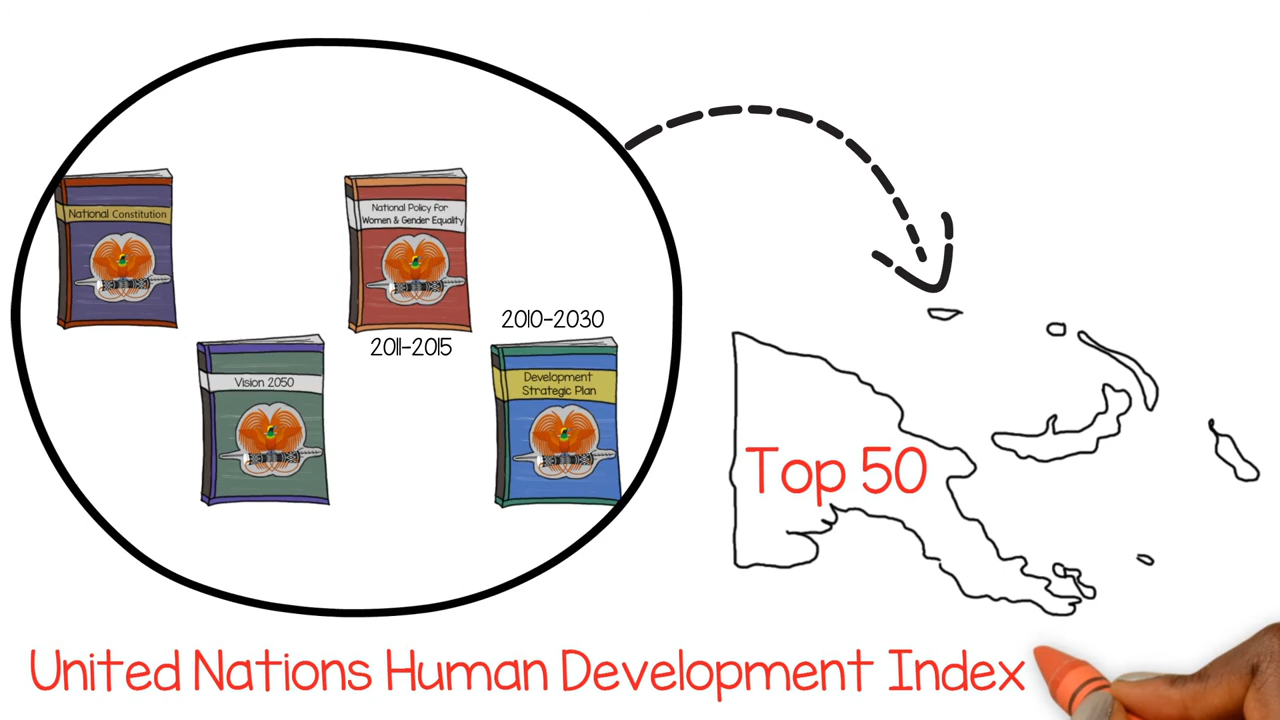 National Constitution
National Policy for
Women & Gender Equality
2011-2015
Vision 2050
2010-2030
Development
Strategic Plan
Top 50
United Nations Human Development Index